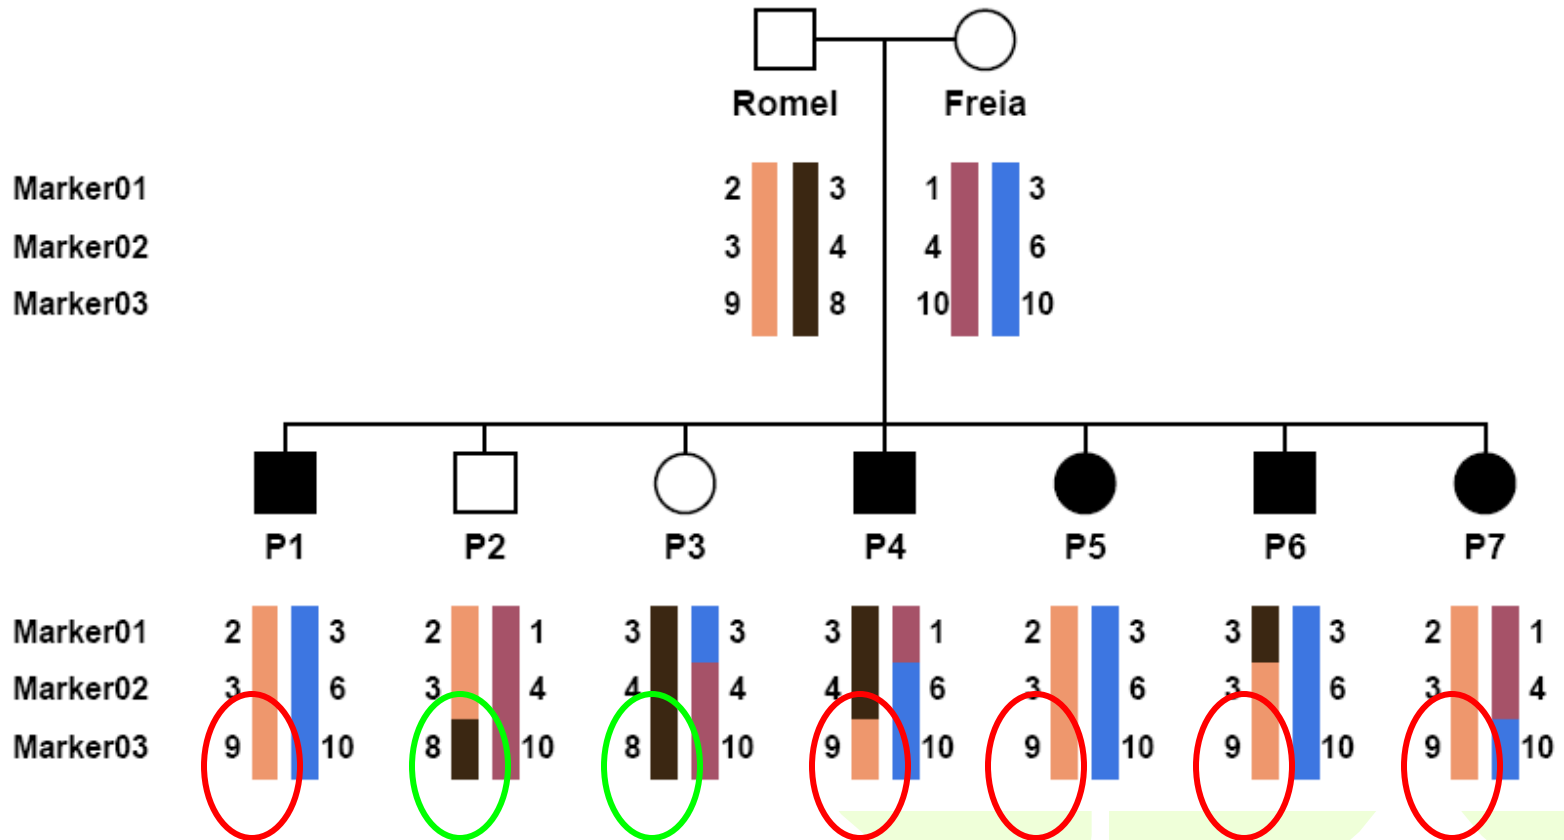 Romel Freia
Marker01 2 3 1 3
Marker02 3 4 4 6
Marker03 9 8 10 10
P1 P2 P3 P4 P5 P6 P7
Marker01 2 3 2 1 3 3 3 1 2 3 3 3 2 1
Marker02 3 6 3 4 4 4 4 6 3 6 3 6 3 4
Marker03 9 10 8 10 8 10 9 10 9 10 9 10 9 10